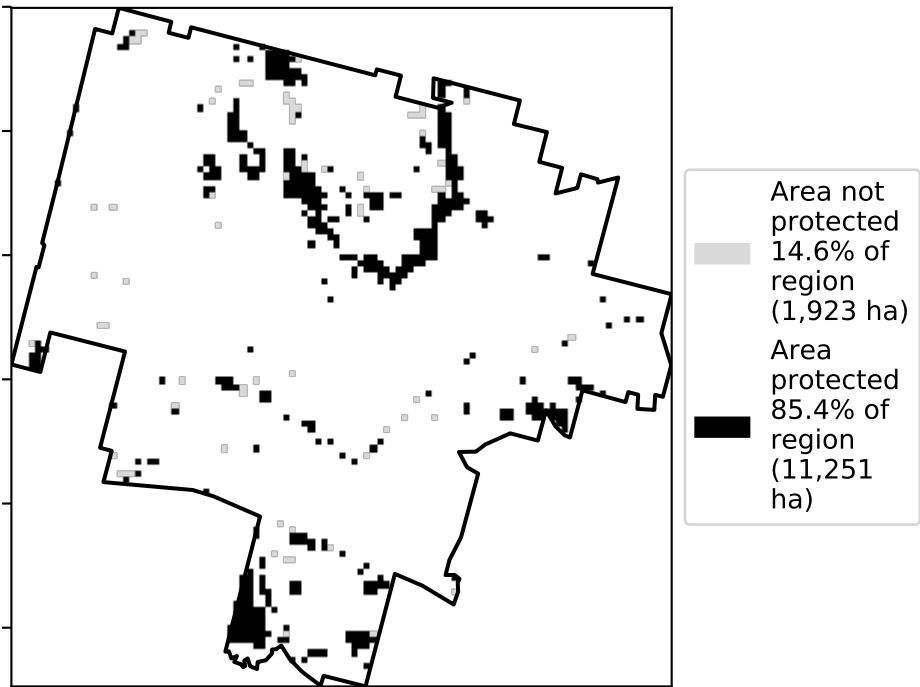 Area not
protected
14.6% of
region
(1,923 ha)
Area
protected
85.4% of
region
(11,251
ha)